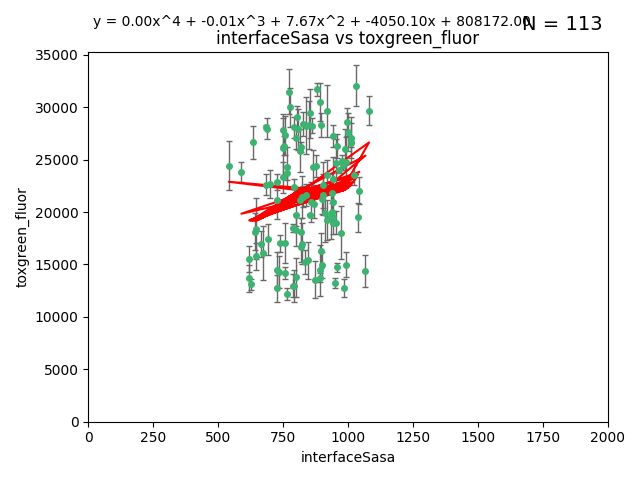 y = 0.00x^4 + -0.01x^3 + 7.67x^2 + -4050.10x + 808172.00
N = 113
interfaceSasa vs toxgreen_fluor
35000
30000
25000
20000
15000
10000
5000
0
toxgreen_fluor
0 250 500 750 1000 1250 1500 1750 2000
interfaceSasa